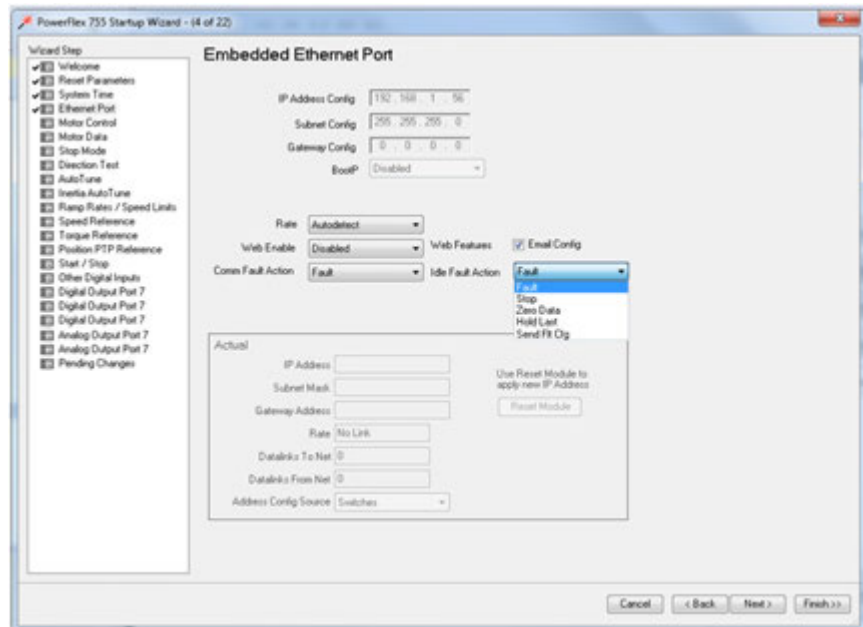 PowerFlex 755 Startup Wizard - (4 of 22)
Wizard Step
Welcome
Reset Parameters
System Time
Ethernet Port
Motor Control
Motor Data
Stop Mode
Direction Test
AutoTune
Inertia AutoTune
Ramp Rates / Speed Limits
Speed Reference
Torque Reference
Position PTP Reference
Start / Stop
Other Digital Inputs
Digital Output Port 7
Digital Output Port 7
Digital Output Port 7
Analog Output Port 7
Analog Output Port 7
Pending Changes
Embedded Ethernet Port
IP Address Config 192 . 168 . 1 . 56
Subnet Config 255 . 255 . 255 . 0
Gateway Config 0 . 0 . 0 . 0
BootP Disabled
Rate Autodetect
Web Enable Disabled Web Features Email Config
Comm Fault Action Fault Idle Fault Action Fault
Fault
Stop
Zero Data
Hold Last
Send Flt Cfg
Actual
IP Address
Subnet Mask
Gateway Address
Rate No Link
Datalinks To Net 0
Datalinks From Net 0
Address Config Source Switches
Use Reset Module to
apply new IP Address
Reset Module
Cancel < Back Next > Finish >>